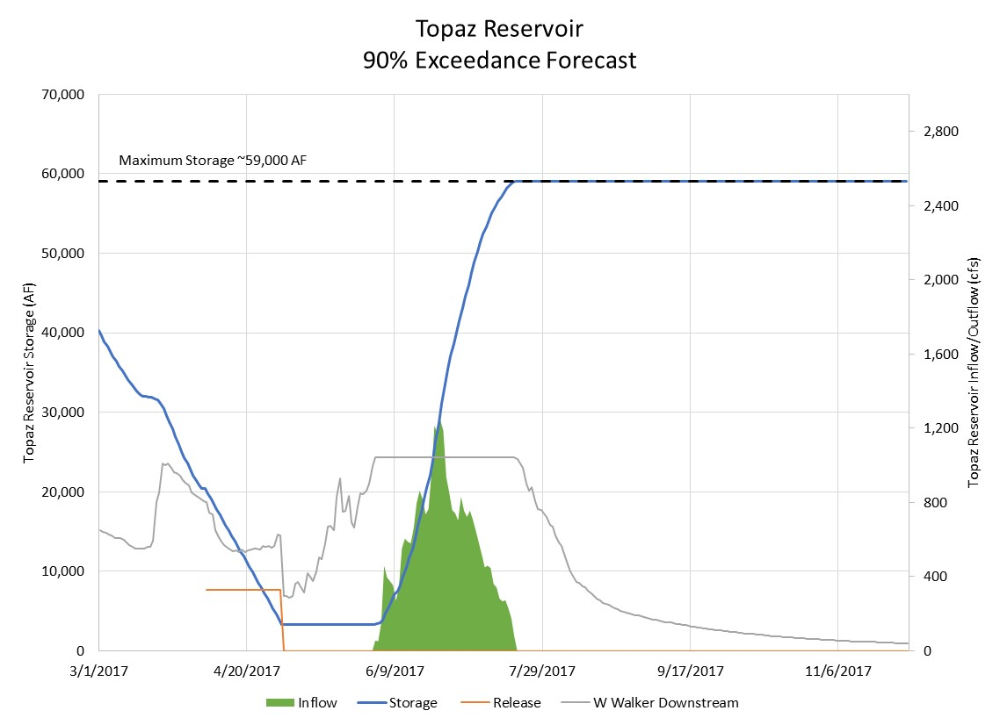 Topaz Reservoir
90% Exceedance Forecast
70,000
60,000
50,000
40,000
30,000
20,000
10,000
0
Topaz Reservoir Storage (AF)
Maximum Storage ~59,000 AF
2,800
2,400
2,000
1,600
1,200
800
400
0
Topaz Reservoir Inflow/Outflow (cfs)
3/1/2017 4/20/2017 6/9/2017 7/29/2017 9/17/2017 11/6/2017
Inflow Storage Release W Walker Downstream